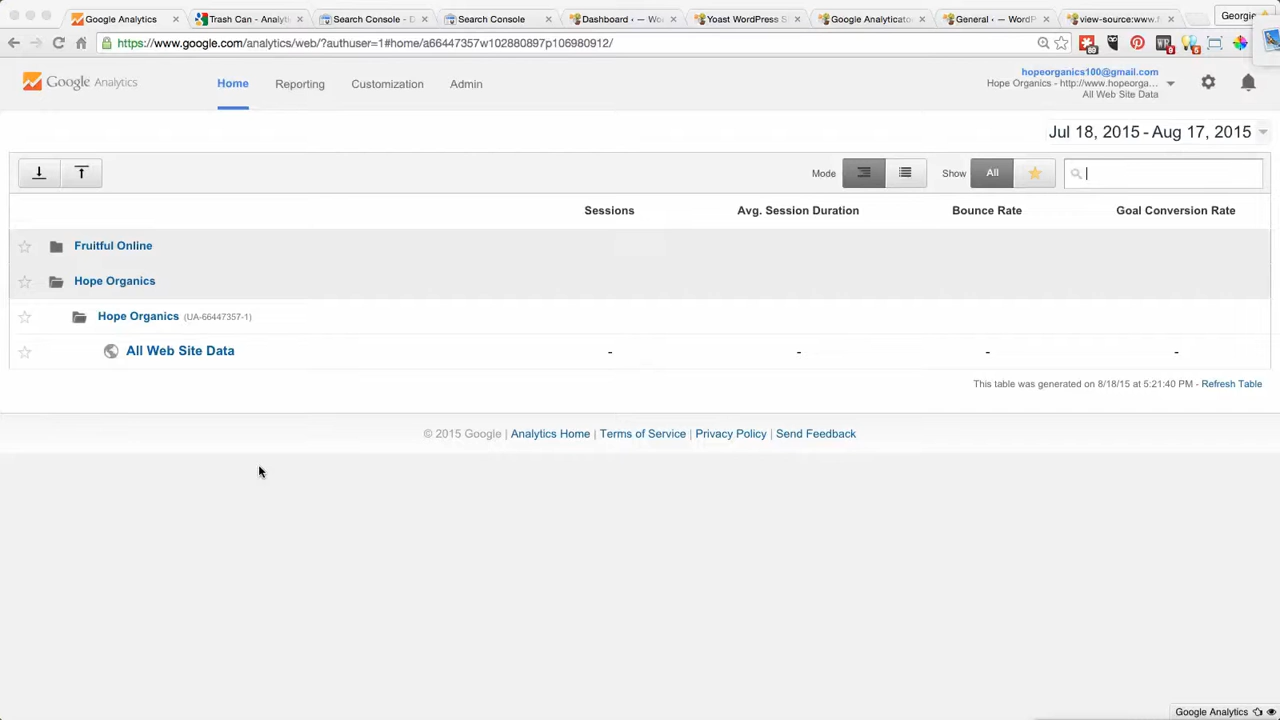 Google Analytics
Trash Can - Analyti
Search Console - D
Search Console
Dashboard ‹ — Wo
Yoast WordPress S
Google Analyticato
General ‹ — WordP
view-source:www.f
Georgie
https://www.google.com/analytics/web/?authuser=1#home/a66447357w102880897p106980912/
Google Analytics
Home
Reporting
Customization
Admin
hopeorganics100@gmail.com
Hope Organics - http://www.hopeorga...
All Web Site Data
Jul 18, 2015 - Aug 17, 2015
Mode
Show
All
Sessions
Avg. Session Duration
Bounce Rate
Goal Conversion Rate
Fruitful Online
Hope Organics
Hope Organics (UA-66447357-1)
All Web Site Data - - - -
This table was generated on 8/18/15 at 5:21:40 PM - Refresh Table
© 2015 Google | Analytics Home | Terms of Service | Privacy Policy | Send Feedback
Google Analytics